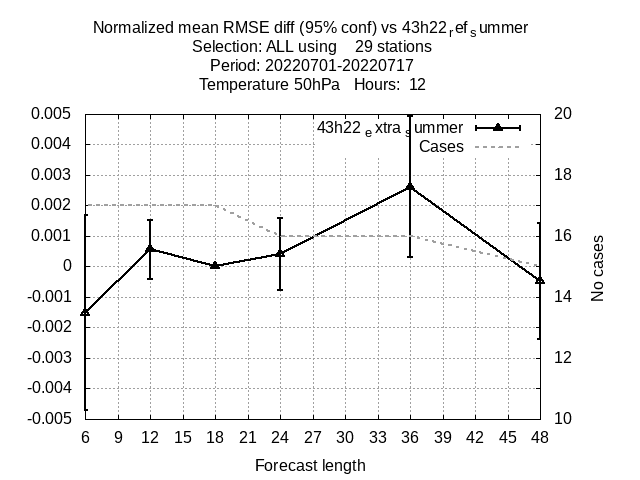 Normalized mean RMSE diff (95% conf) vs 43h22refsummer
Selection: ALL using 29 stations
Period: 20220701-20220717
Temperature 50hPa Hours: 12
43h22extrasummer
Cases
0.005
0.004
0.003
0.002
0.001
0
-0.001
-0.002
-0.003
-0.004
-0.005
20
18
16
14
12
10
No cases
6 9 12 15 18 21 24 27 30 33 36 39 42 45 48
Forecast length